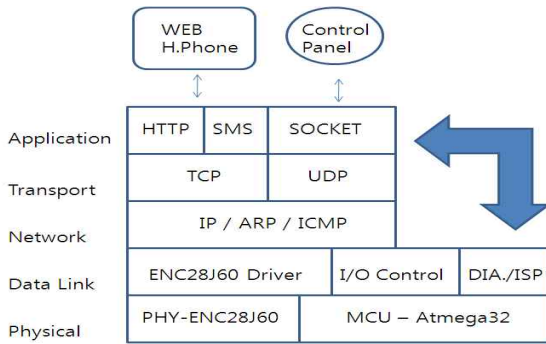 WEB
H.Phone
Control
Panel
Application
HTTP
SMS
SOCKET
Transport
TCP
UDP
Network
IP / ARP / ICMP
Data Link
ENC28J60 Driver
I/O Control
DIA./ISP
Physical
PHY-ENC28J60
MCU – Atmega32